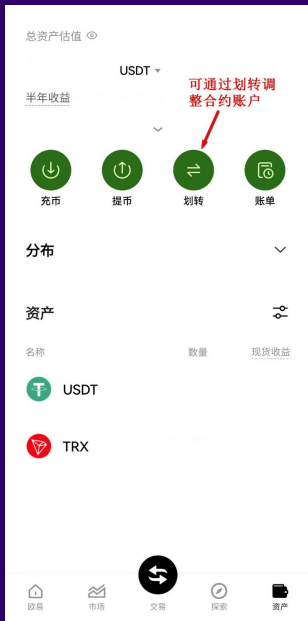 总资产估值
USDT
可通过划转调
整合约账户
半年收益
充币 提币 划转 账单
分布
资产
名称 数量 现货收益
USDT
TRX
欧易 市场 交易 探索 资产